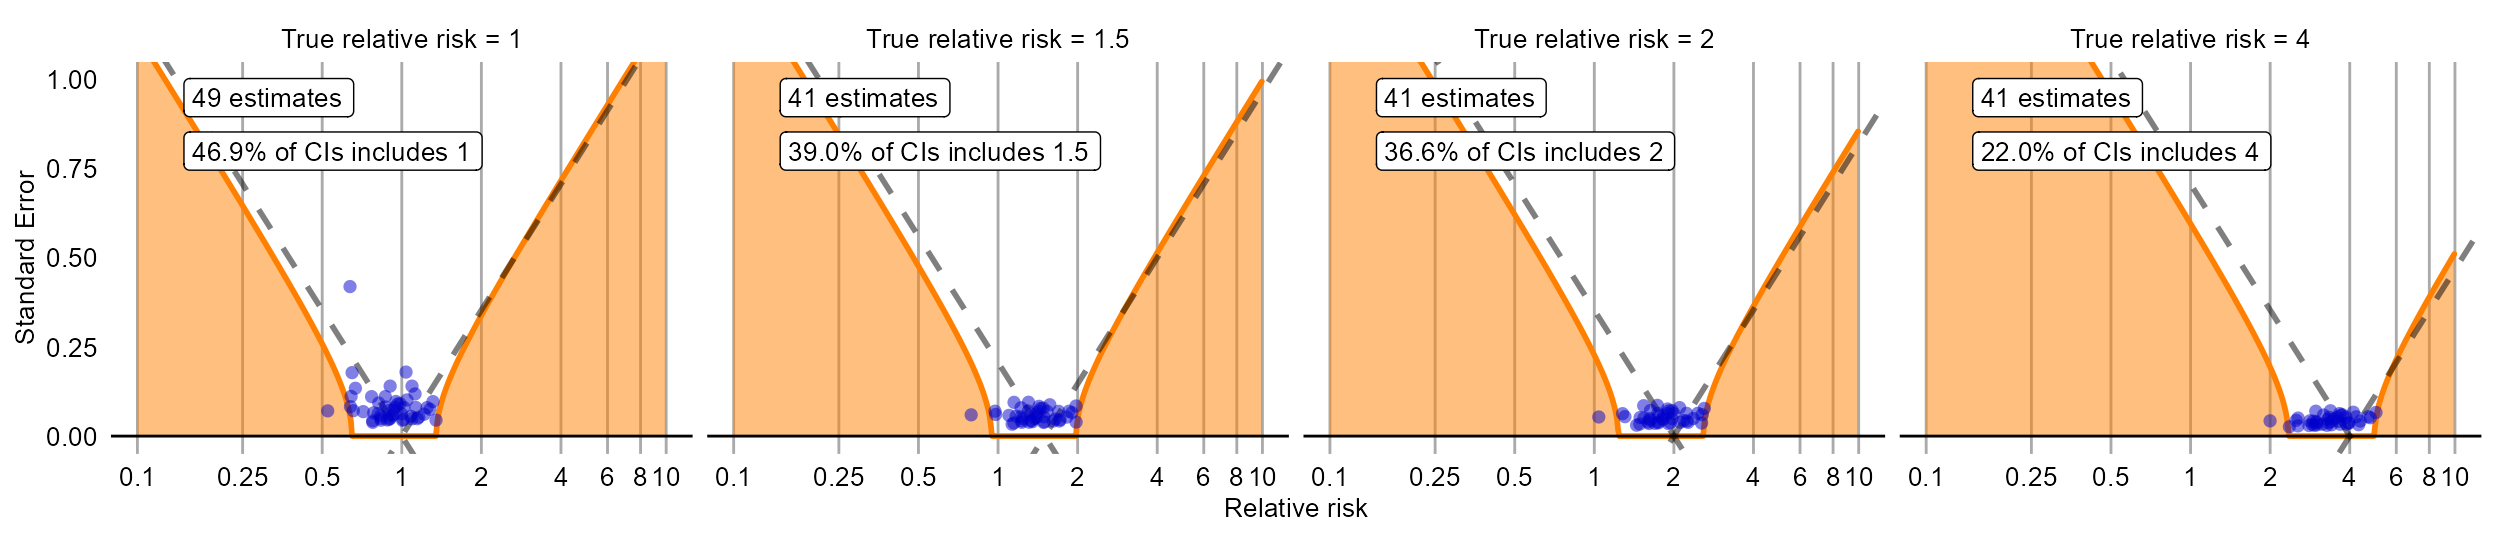 True relative risk = 1
True relative risk = 1.5
True relative risk = 2
True relative risk = 4
Standard Error
1.00
0.75
0.50
0.25
0.00
49 estimates
46.9% of CIs includes 1
41 estimates
39.0% of CIs includes 1.5
41 estimates
36.6% of CIs includes 2
41 estimates
22.0% of CIs includes 4
0.1 0.25 0.5 1 2 4 6 8 10
0.1 0.25 0.5 1 2 4 6 8 10
0.1 0.25 0.5 1 2 4 6 8 10
0.1 0.25 0.5 1 2 4 6 8 10
Relative risk